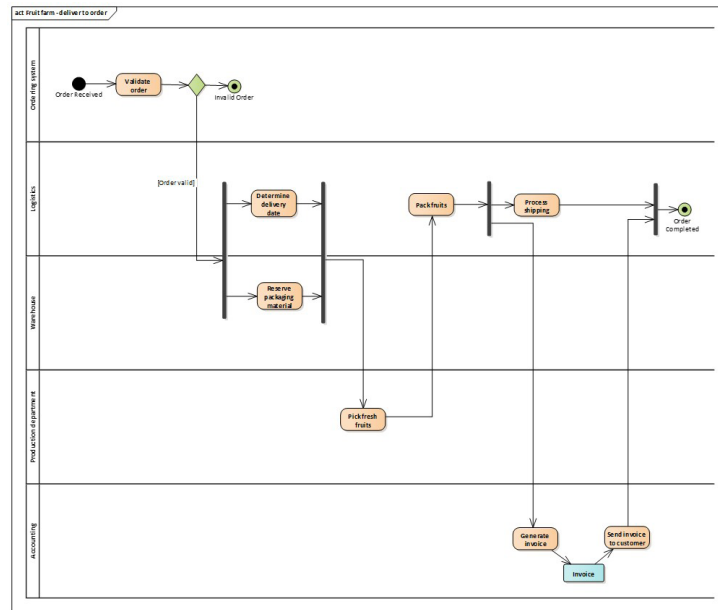 act Fruit farm - deliver to order
Ordering system
Order Received
Validate
order
Invalid Order
Logistics
[Order valid]
Determine
delivery
date
Pack fruits
Process
shipping
Order
Completed
Warehouse
Reserve
packaging
material
Production department
Pick fresh
fruits
Accounting
Generate
invoice
Send invoice
to customer
Invoice